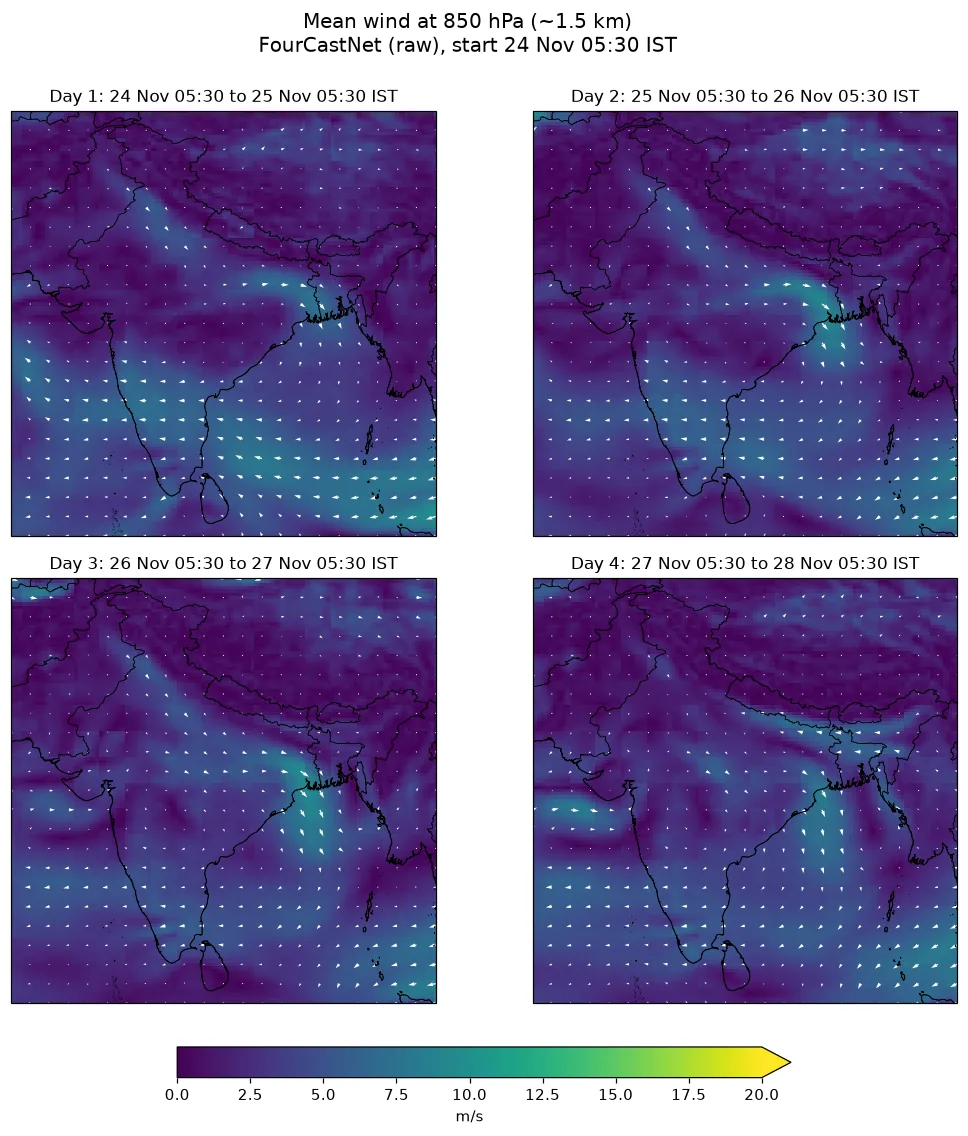 Mean wind at 850 hPa (~1.5 km)
FourCastNet (raw), start 24 Nov 05:30 IST
Day 1: 24 Nov 05:30 to 25 Nov 05:30 IST
Day 2: 25 Nov 05:30 to 26 Nov 05:30 IST
Day 3: 26 Nov 05:30 to 27 Nov 05:30 IST
Day 4: 27 Nov 05:30 to 28 Nov 05:30 IST
0.0 2.5 5.0 7.5 10.0 12.5 15.0 17.5 20.0
m/s